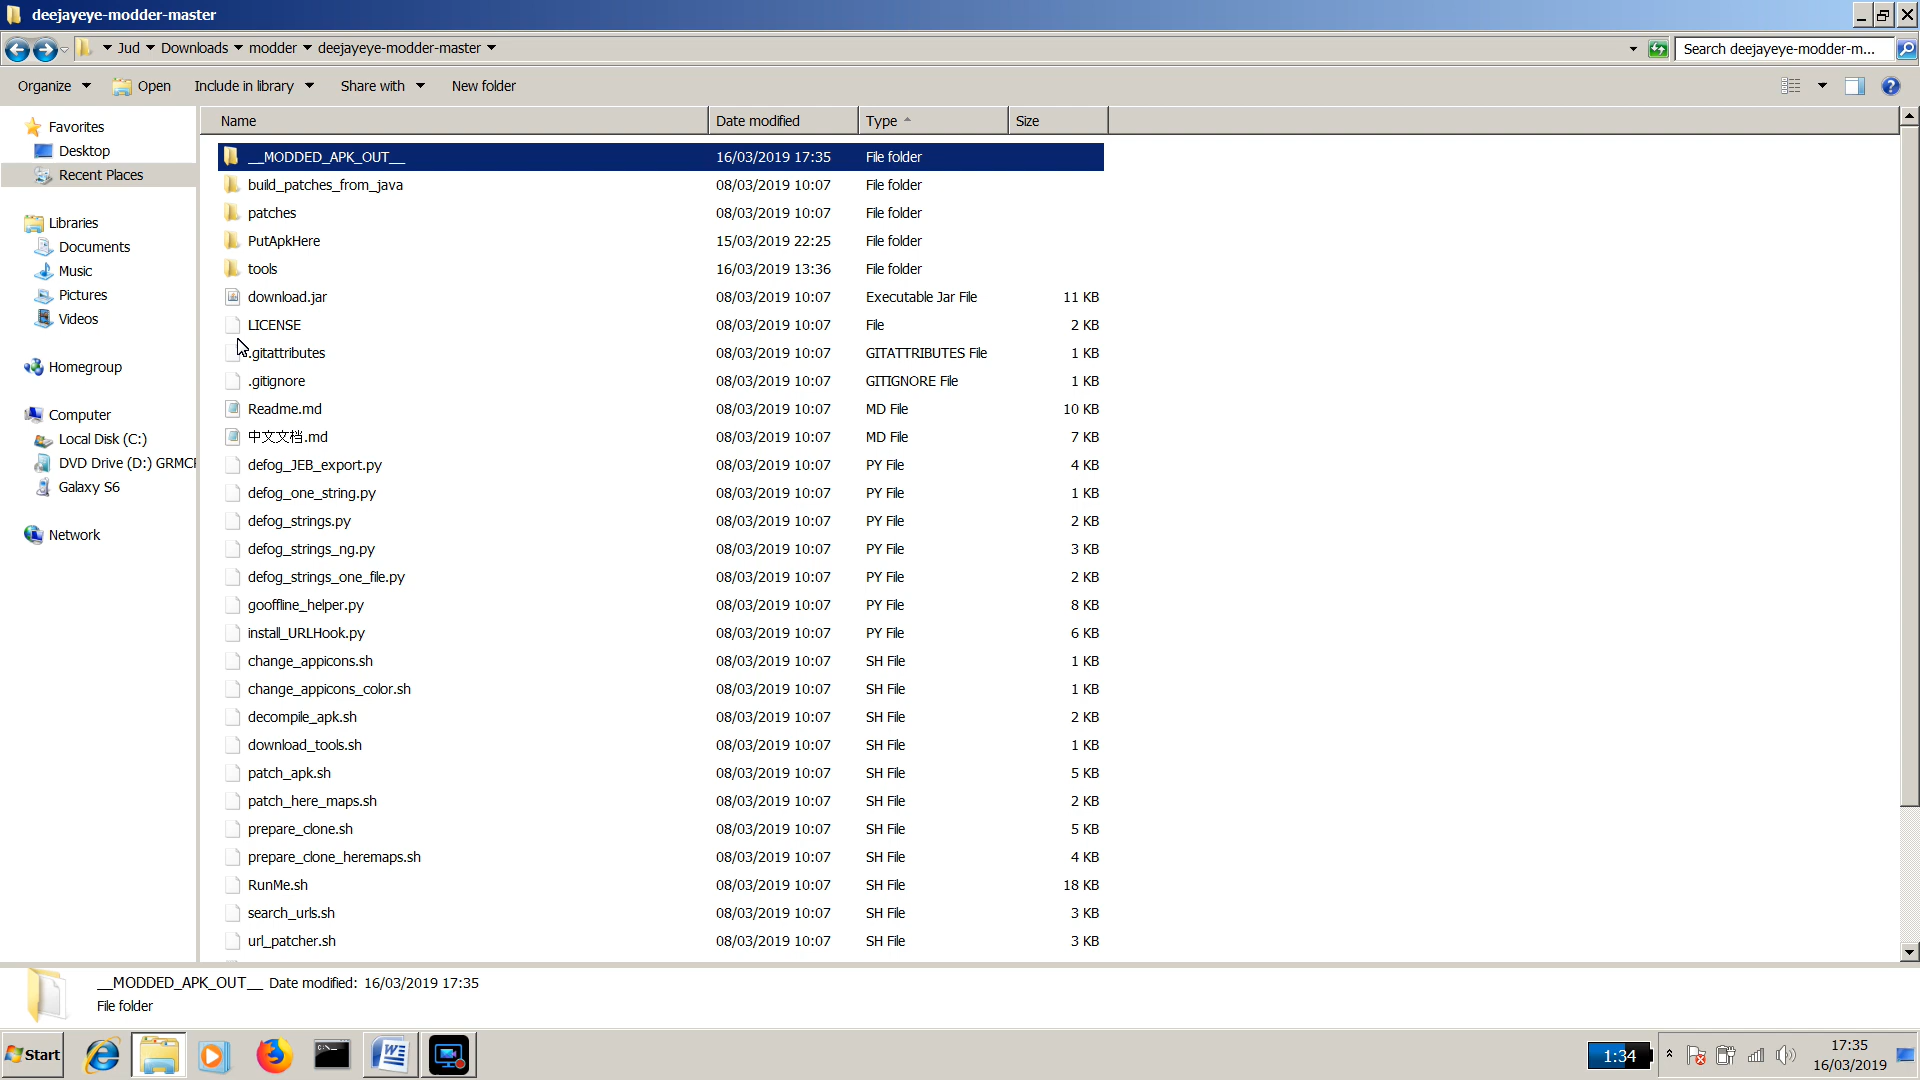 deejayeye-modder-master
Jud Downloads modder deejayeye-modder-master
Search deejayeye-modder-m...
Organize Open Include in library Share with New folder
Name Date modified Type Size
Favorites
Desktop
Recent Places
Libraries
Documents
Music
Pictures
Videos
Homegroup
Computer
Local Disk (C:)
DVD Drive (D:) GRMC
Galaxy S6
Network
__MODDED_APK_OUT__ 16/03/2019 17:35 File folder
build_patches_from_java 08/03/2019 10:07 File folder
patches 08/03/2019 10:07 File folder
PutApkHere 15/03/2019 22:25 File folder
tools 16/03/2019 13:36 File folder
download.jar 08/03/2019 10:07 Executable Jar File 11 KB
LICENSE 08/03/2019 10:07 File 2 KB
.gitattributes 08/03/2019 10:07 GITATTRIBUTES File 1 KB
.gitignore 08/03/2019 10:07 GITIGNORE File 1 KB
Readme.md 08/03/2019 10:07 MD File 10 KB
中文文档.md 08/03/2019 10:07 MD File 7 KB
defog_JEB_export.py 08/03/2019 10:07 PY File 4 KB
defog_one_string.py 08/03/2019 10:07 PY File 1 KB
defog_strings.py 08/03/2019 10:07 PY File 2 KB
defog_strings_ng.py 08/03/2019 10:07 PY File 3 KB
defog_strings_one_file.py 08/03/2019 10:07 PY File 2 KB
gooffline_helper.py 08/03/2019 10:07 PY File 8 KB
install_URLHook.py 08/03/2019 10:07 PY File 6 KB
change_appicons.sh 08/03/2019 10:07 SH File 1 KB
change_appicons_color.sh 08/03/2019 10:07 SH File 1 KB
decompile_apk.sh 08/03/2019 10:07 SH File 2 KB
download_tools.sh 08/03/2019 10:07 SH File 1 KB
patch_apk.sh 08/03/2019 10:07 SH File 5 KB
patch_here_maps.sh 08/03/2019 10:07 SH File 2 KB
prepare_clone.sh 08/03/2019 10:07 SH File 5 KB
prepare_clone_heremaps.sh 08/03/2019 10:07 SH File 4 KB
RunMe.sh 08/03/2019 10:07 SH File 18 KB
search_urls.sh 08/03/2019 10:07 SH File 3 KB
url_patcher.sh 08/03/2019 10:07 SH File 3 KB
__MODDED_APK_OUT__ Date modified: 16/03/2019 17:35
File folder
Start
1:34
17:35
16/03/2019